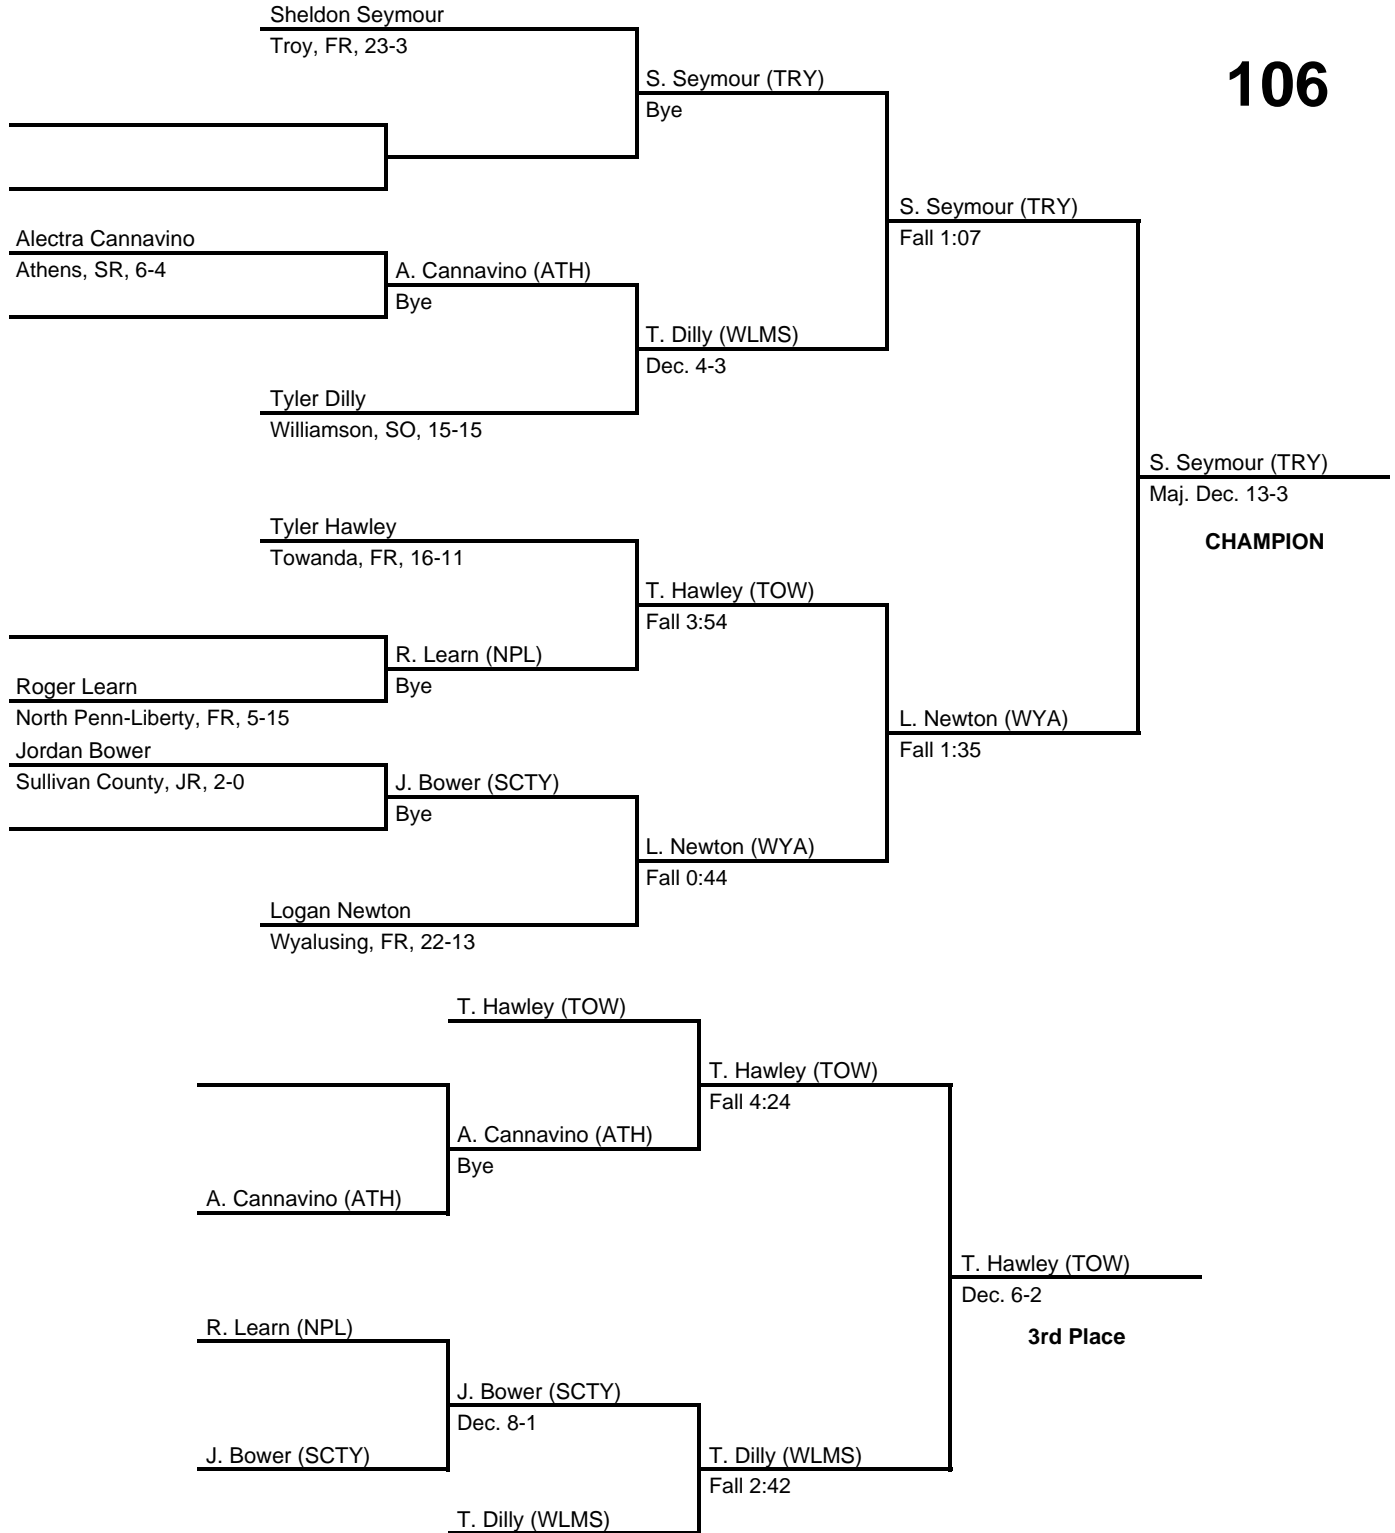 Sheldon Seymour
Troy, FR, 23-3
106
S. Seymour (TRY)
Bye
S. Seymour (TRY)
Fall 1:07
Alectra Cannavino
Athens, SR, 6-4
A. Cannavino (ATH)
Bye
T. Dilly (WLMS)
Dec. 4-3
Tyler Dilly
Williamson, SO, 15-15
S. Seymour (TRY)
Maj. Dec. 13-3
CHAMPION
Tyler Hawley
Towanda, FR, 16-11
T. Hawley (TOW)
Fall 3:54
R. Learn (NPL)
Bye
Roger Learn
North Penn-Liberty, FR, 5-15
L. Newton (WYA)
Fall 1:35
Jordan Bower
Sullivan County, JR, 2-0
J. Bower (SCTY)
Bye
L. Newton (WYA)
Fall 0:44
Logan Newton
Wyalusing, FR, 22-13
T. Hawley (TOW)
T. Hawley (TOW)
Fall 4:24
A. Cannavino (ATH)
Bye
A. Cannavino (ATH)
T. Hawley (TOW)
Dec. 6-2
3rd Place
R. Learn (NPL)
J. Bower (SCTY)
Dec. 8-1
J. Bower (SCTY)
T. Dilly (WLMS)
Fall 2:42
T. Dilly (WLMS)